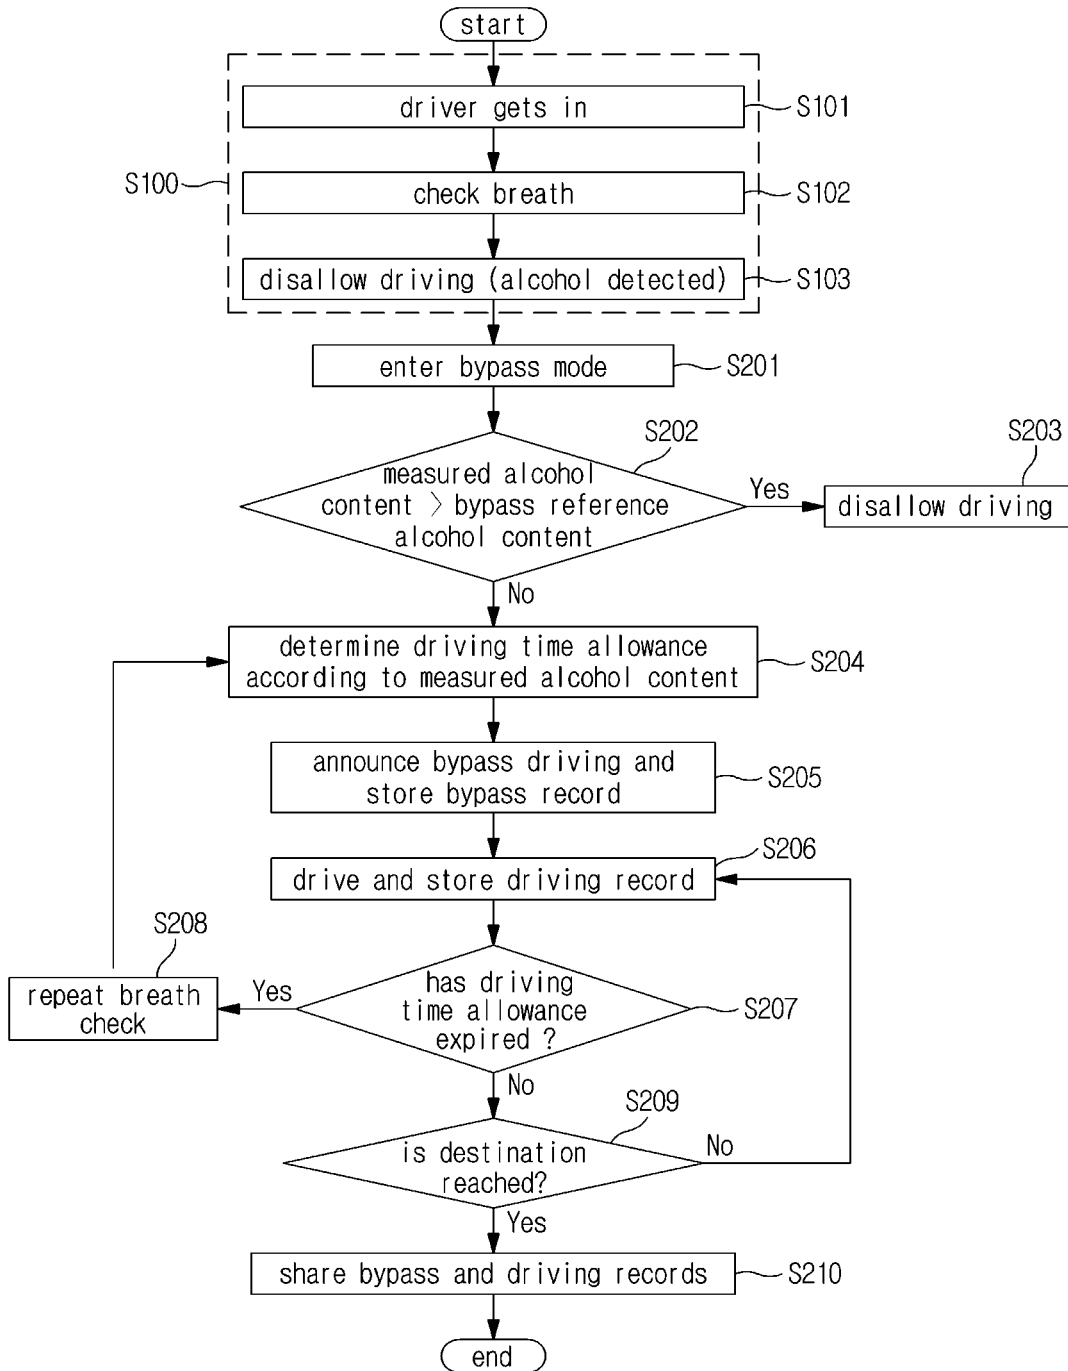 start
driver gets in
S101
S100
check breath
S102
disallow driving (alcohol detected)
S103
enter bypass mode
S201
S202
S203
measured alcohol
content > bypass reference
alcohol content
Yes
disallow driving
No
determine driving time allowance
according to measured alcohol content
S204
announce bypass driving and
store bypass record
S205
S206
drive and store driving record
S208
repeat breath
check
Yes
has driving
time allowance
expired ?
S207
No
S209
is destination
reached?
No
Yes
share bypass and driving records
S210
end